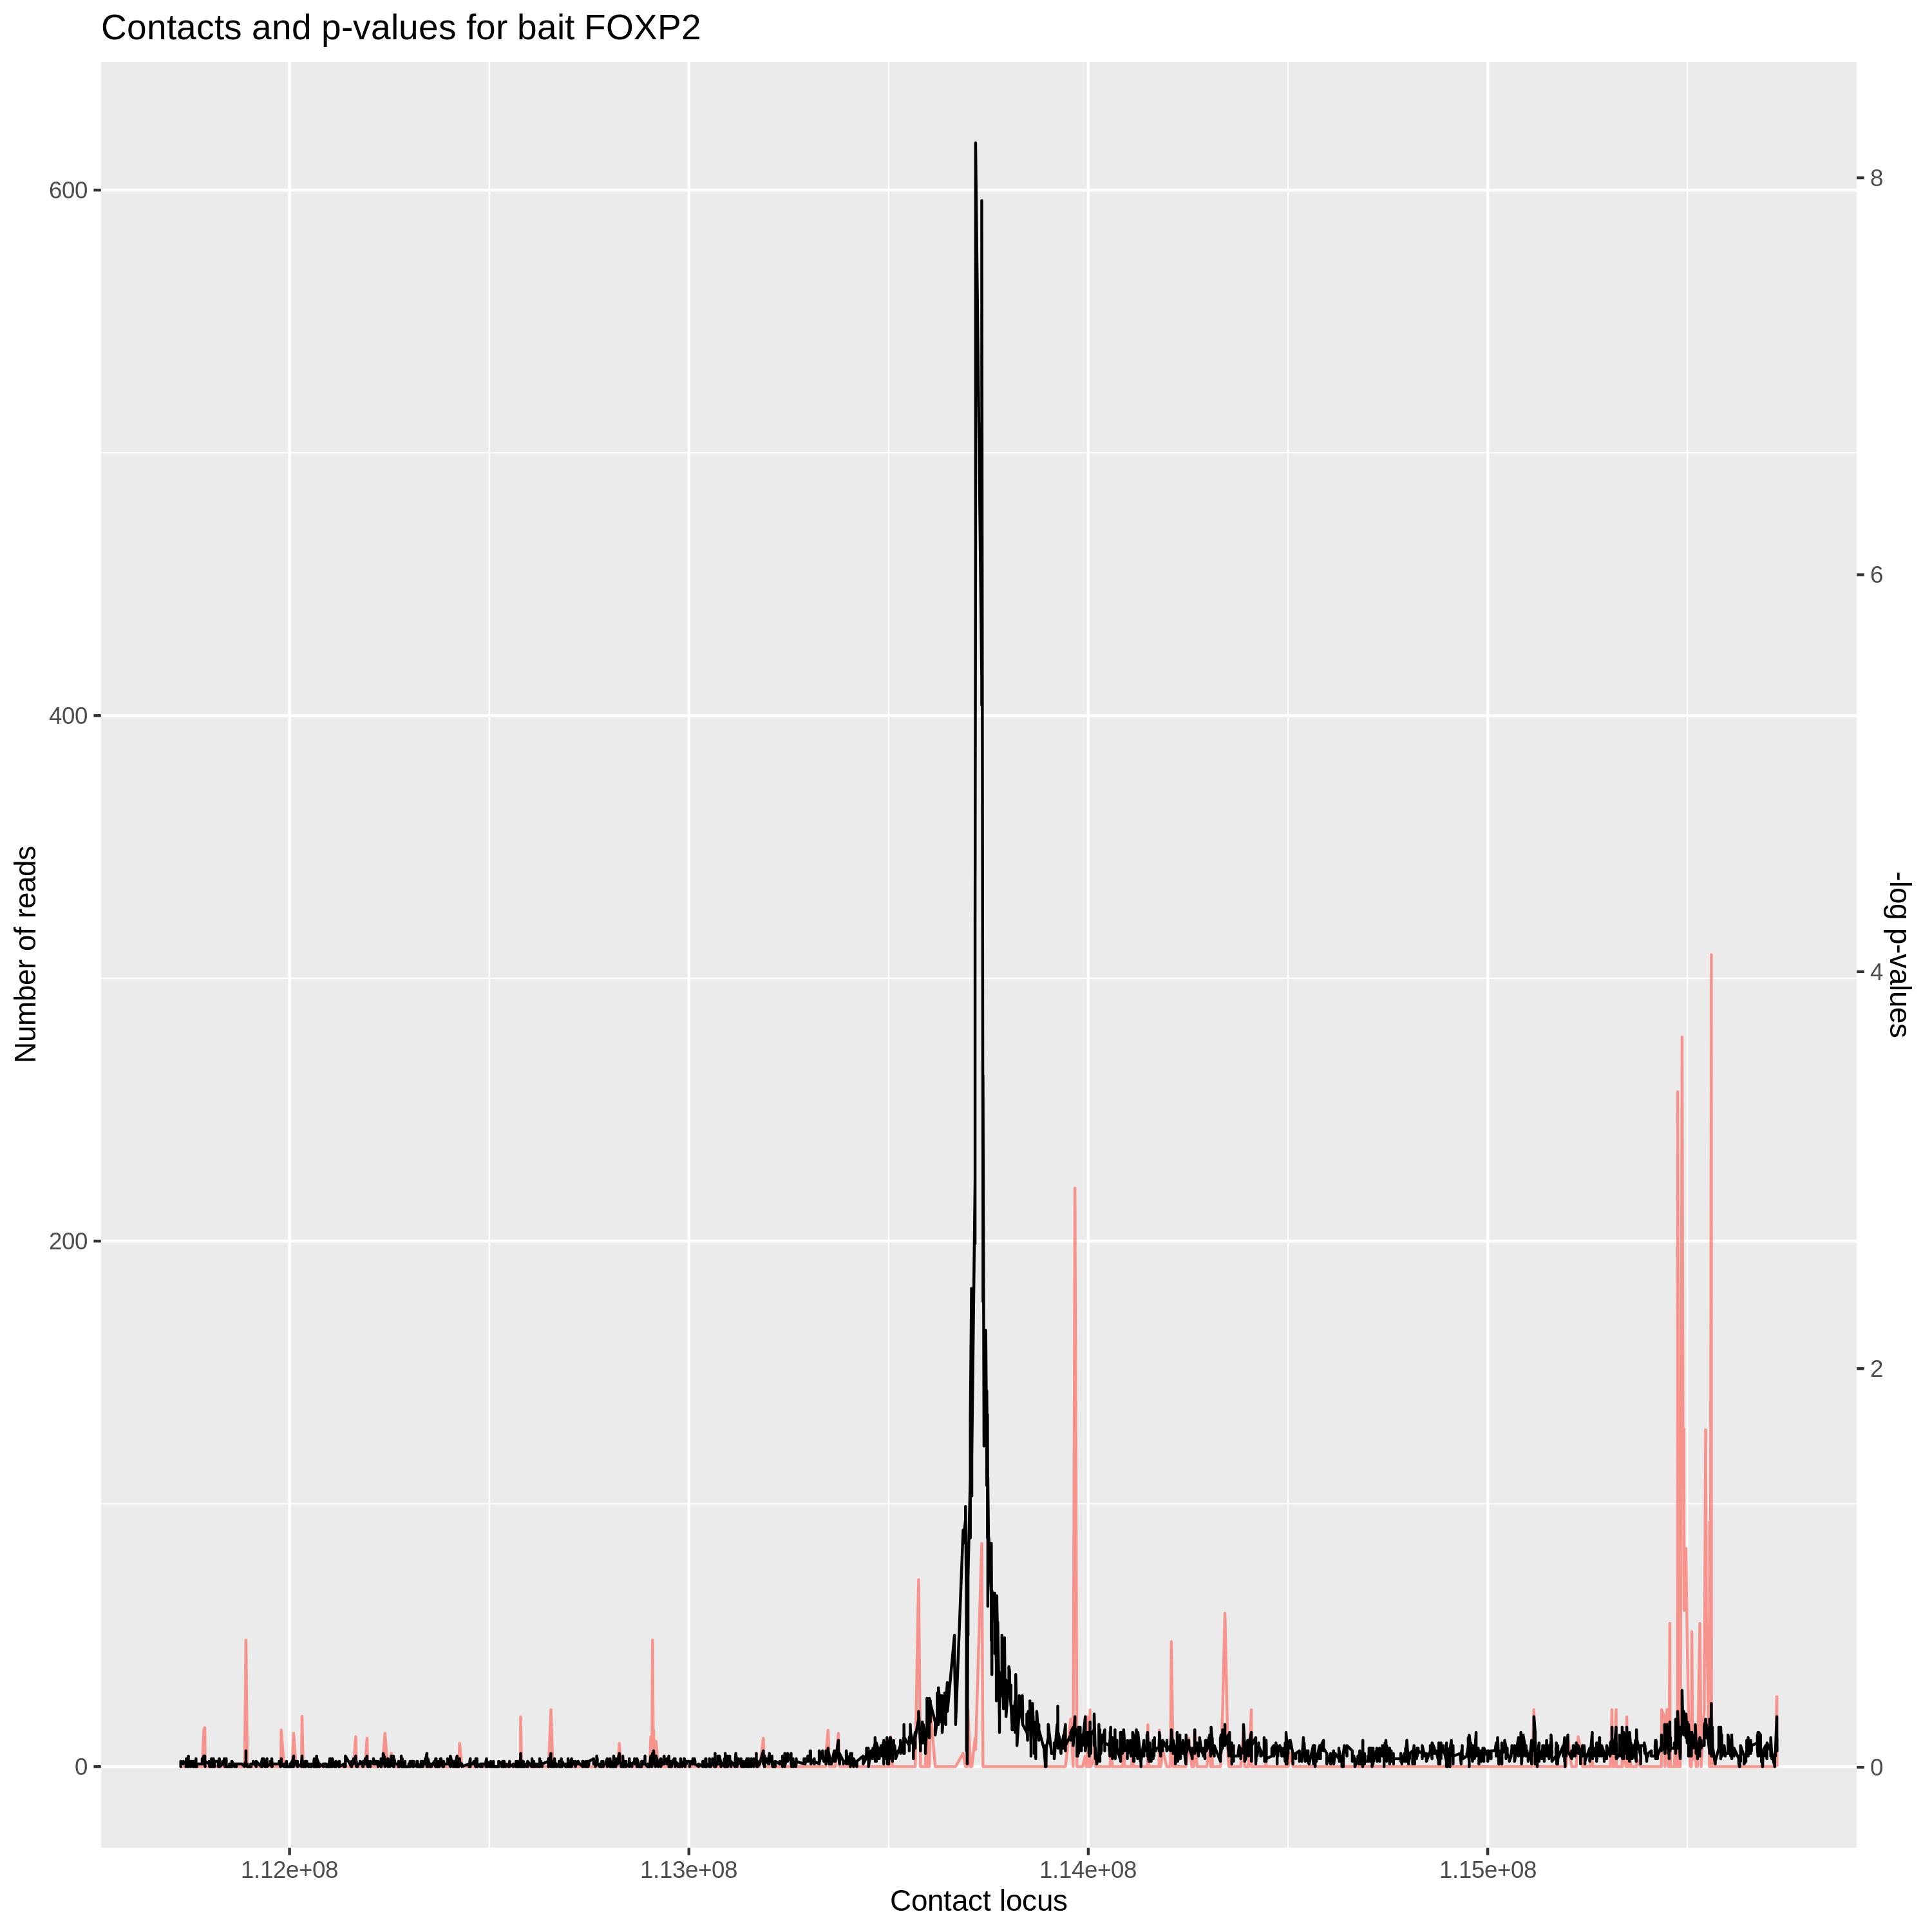 Contacts and p-values for bait FOXP2
Number of reads
600
400
200
0
8
6
4
2
0
-log p-values
1.12e+08
1.13e+08
1.14e+08
1.15e+08
Contact locus